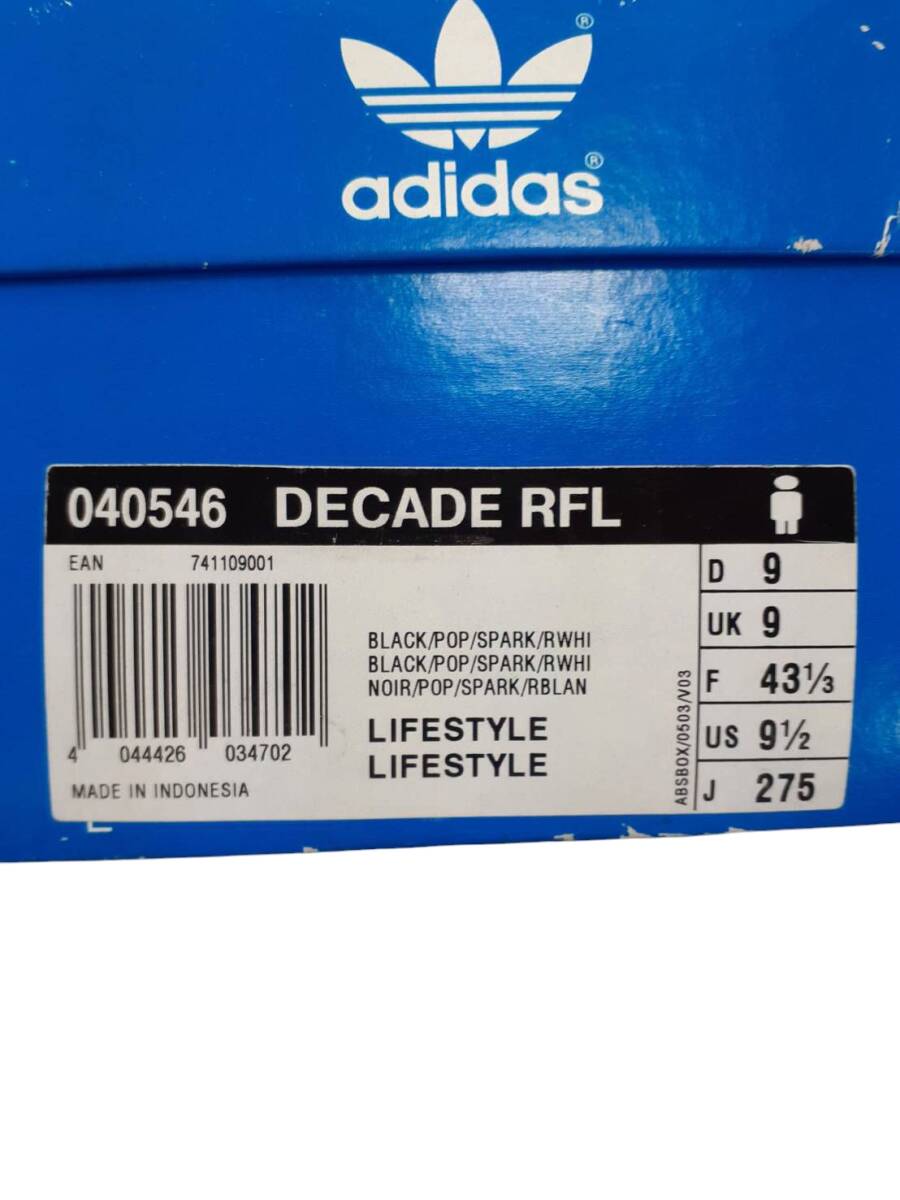 ®
adidas®
040546 DECADE RFL
EAN 741109001
BLACK/POP/SPARK/RWHI
BLACK/POP/SPARK/RWHI
NOIR/POP/SPARK/RBLAN
LIFESTYLE
LIFESTYLE
4 044426 034702
MADE IN INDONESIA
ABSBOX/0503/V03
D 9
UK 9
F 43⅓
US 9½
J 275